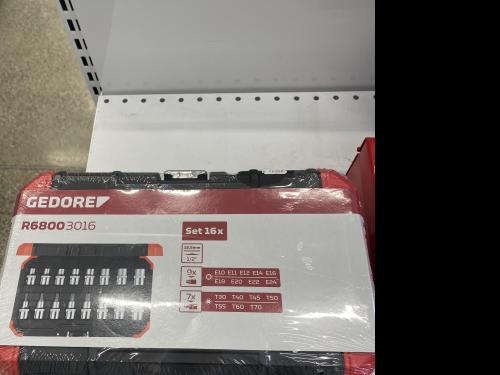 GEDORE
R68003016
Set 16x
12,5mm
1/2"
9x
E10 E11 E12 E14 E16
E18 E20 E22 E24
7x
T30 T40 T45 T50
T55 T60 T70